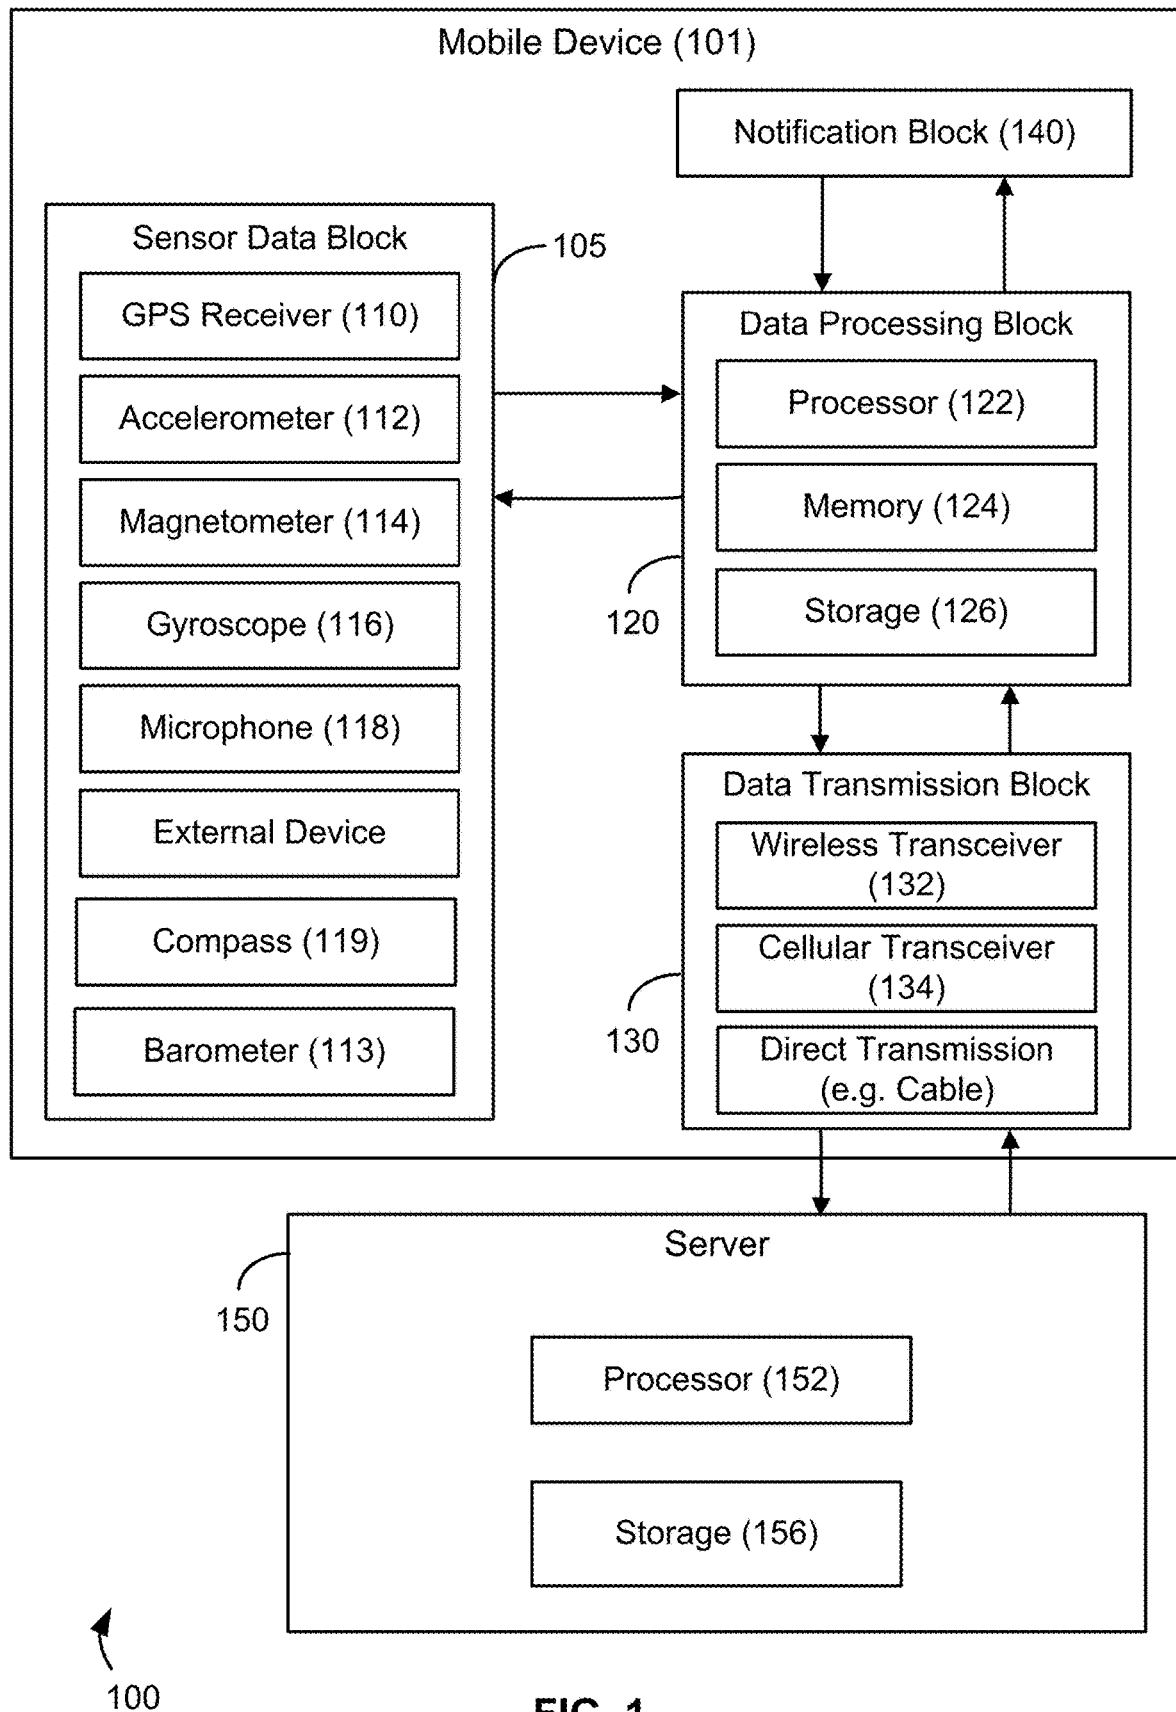 Mobile Device (101)
Notification Block (140)
Sensor Data Block
105
GPS Receiver (110)
Accelerometer (112)
Magnetometer (114)
Gyroscope (116)
Microphone (118)
External Device
Compass (119)
Barometer (113)
Data Processing Block
Processor (122)
Memory (124)
Storage (126)
120
Data Transmission Block
Wireless Transceiver
(132)
Cellular Transceiver
(134)
Direct Transmission
(e.g. Cable)
130
Server
150
Processor (152)
Storage (156)
100
FIG. 1